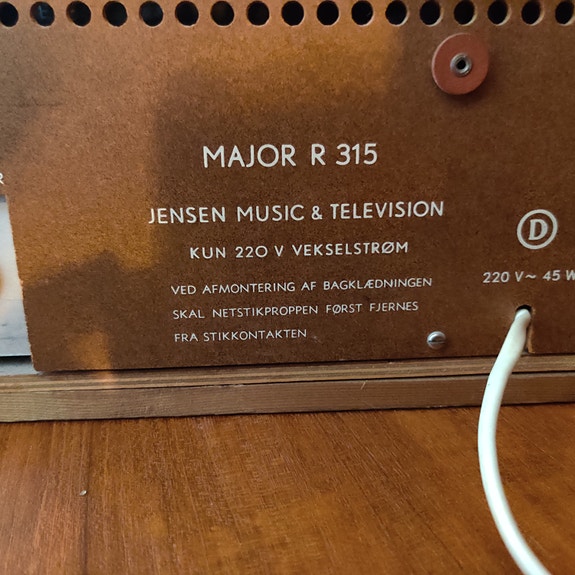 R
MAJOR R 315
JENSEN MUSIC & TELEVISION
KUN 220 V VEKSELSTRØM
VED AFMONTERING AF BAGKLÆDNINGEN
SKAL NETSTIKPROPPEN FØRST FJERNES
FRA STIKKONTAKTEN
D
220 V~ 45 W